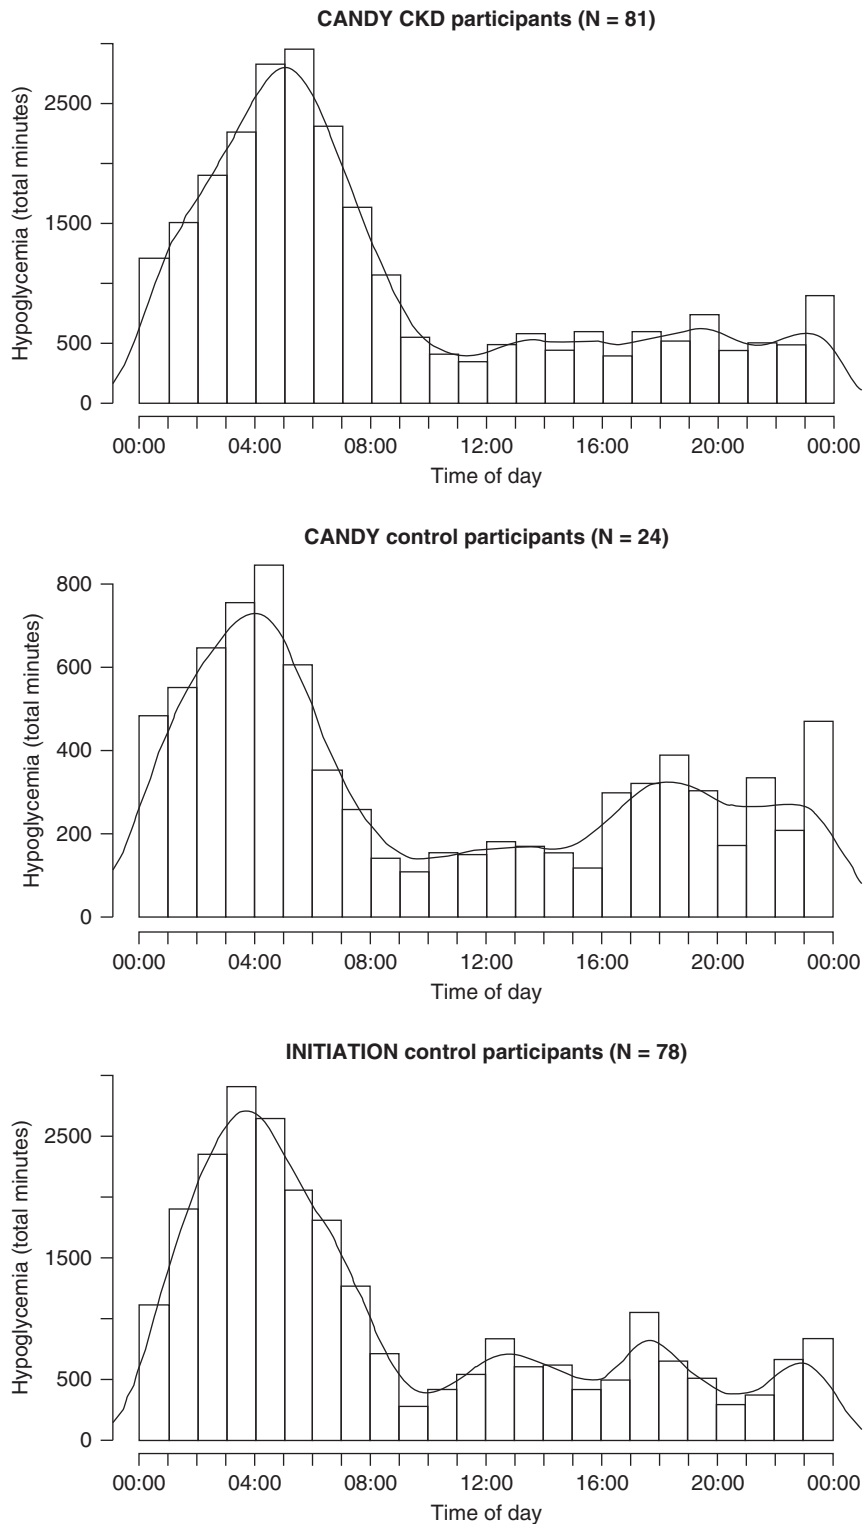 CANDY CKD participants (N = 81)
Hypoglycemia (total minutes)
2500
1500
500
0
00:00 04:00 08:00 12:00 16:00 20:00 00:00
Time of day
CANDY control participants (N = 24)
Hypoglycemia (total minutes)
800
600
400
200
0
00:00 04:00 08:00 12:00 16:00 20:00 00:00
Time of day
INITIATION control participants (N = 78)
Hypoglycemia (total minutes)
2500
1500
500
0
00:00 04:00 08:00 12:00 16:00 20:00 00:00
Time of day